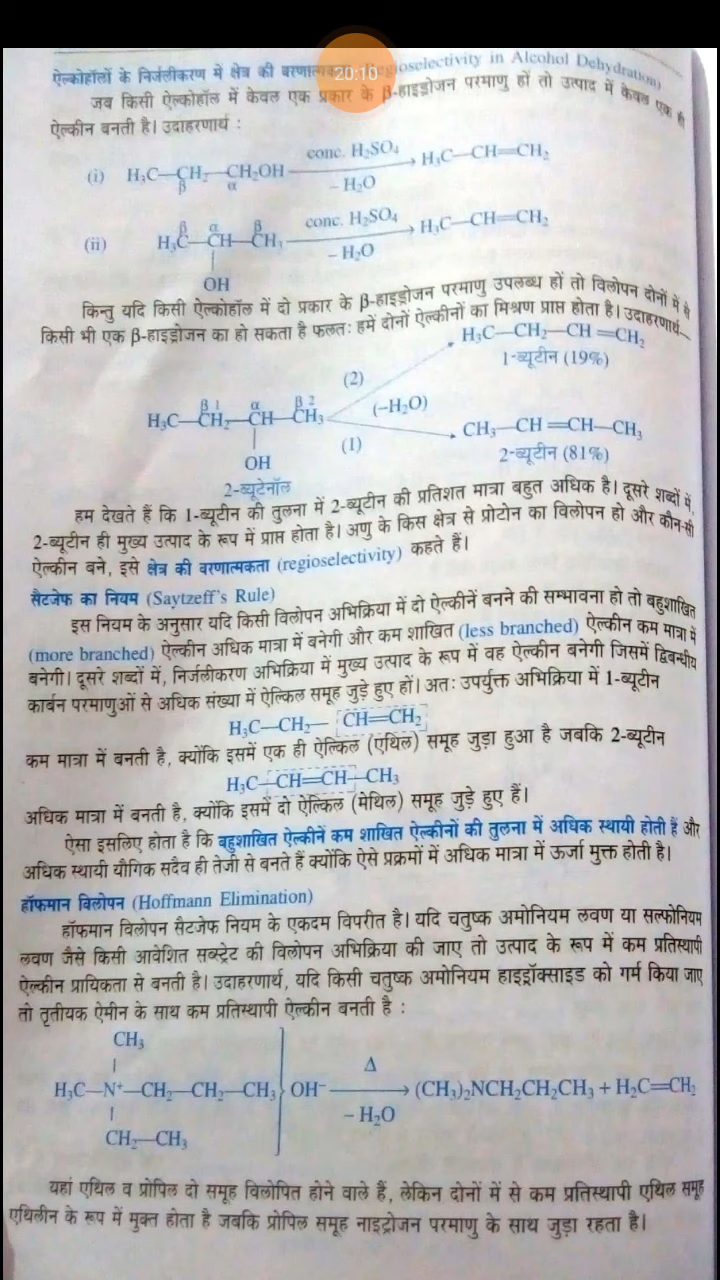 ऐल्कोहॉलों के निर्जलीकरण में क्षेत्र की (Regioselectivity in Alcohol Dehydration)
20:10
जब किसी ऐल्कोहॉल में केवल एक प्रकार के β-हाइड्रोजन परमाणु हों तो उत्पाद में केवल एक ही
ऐल्कीन बनती है। उदाहरणार्थ :
(i) H₃C—CH₂—CH₂OH conc. H₂SO₄ → H₃C—CH=CH₂
β α – H₂O
β α β
(ii) H₃C—CH—CH₃ conc. H₂SO₄ → H₃C—CH=CH₂
– H₂O
OH
किन्तु यदि किसी ऐल्कोहॉल में दो प्रकार के β-हाइड्रोजन परमाणु उपलब्ध हों तो विलोपन दोनों में से
किसी भी एक β-हाइड्रोजन का हो सकता है फलतः हमें दोनों ऐल्कीनों का मिश्रण प्राप्त होता है। उदाहरणार्थ–
H₃C—CH₂—CH=CH₂
1-ब्यूटीन (19%)
(2)
β 1 α β 2
H₃C—CH₂—CH—CH₃ (–H₂O)
CH₃—CH=CH—CH₃
OH (1) 2-ब्यूटीन (81%)
2-ब्यूटेनॉल
हम देखते हैं कि 1-ब्यूटीन की तुलना में 2-ब्यूटीन की प्रतिशत मात्रा बहुत अधिक है। दूसरे शब्दों में,
2-ब्यूटीन ही मुख्य उत्पाद के रूप में प्राप्त होता है। अणु के किस क्षेत्र से प्रोटोन का विलोपन हो और कौन-सी
ऐल्कीन बने, इसे क्षेत्र की वरणात्मकता (regioselectivity) कहते हैं।
सैटजेफ का नियम (Saytzeff's Rule)
इस नियम के अनुसार यदि किसी विलोपन अभिक्रिया में दो ऐल्कीनें बनने की सम्भावना हो तो बहुशाखित
(more branched) ऐल्कीन अधिक मात्रा में बनेगी और कम शाखित (less branched) ऐल्कीन कम मात्रा में
बनेगी। दूसरे शब्दों में, निर्जलीकरण अभिक्रिया में मुख्य उत्पाद के रूप में वह ऐल्कीन बनेगी जिसमें द्विबन्धीय
कार्बन परमाणुओं से अधिक संख्या में ऐल्किल समूह जुड़े हुए हों। अतः उपर्युक्त अभिक्रिया में 1-ब्यूटीन
H₃C—CH₂—CH=CH₂
कम मात्रा में बनती है, क्योंकि इसमें एक ही ऐल्किल (एथिल) समूह जुड़ा हुआ है जबकि 2-ब्यूटीन
H₃C—CH=CH—CH₃
अधिक मात्रा में बनती है, क्योंकि इसमें दो ऐल्किल (मेथिल) समूह जुड़े हुए हैं।
ऐसा इसलिए होता है कि बहुशाखित ऐल्कीनें कम शाखित ऐल्कीनों की तुलना में अधिक स्थायी होती हैं और
अधिक स्थायी यौगिक सदैव ही तेजी से बनते हैं क्योंकि ऐसे प्रक्रमों में अधिक मात्रा में ऊर्जा मुक्त होती है।
हॉफमान विलोपन (Hoffmann Elimination)
हॉफमान विलोपन सैटजेफ नियम के एकदम विपरीत है। यदि चतुष्क अमोनियम लवण या सल्फोनियम
लवण जैसे किसी आवेशित सब्स्ट्रेट की विलोपन अभिक्रिया की जाए तो उत्पाद के रूप में कम प्रतिस्थापी
ऐल्कीन प्रायिकता से बनती है। उदाहरणार्थ, यदि किसी चतुष्क अमोनियम हाइड्रॉक्साइड को गर्म किया जाए
तो तृतीयक ऐमीन के साथ कम प्रतिस्थापी ऐल्कीन बनती है :
CH₃
H₃C—N⁺—CH₂—CH₂—CH₃} OH⁻ Δ → (CH₃)₂NCH₂CH₂CH₃ + H₂C=CH₂
– H₂O
CH₂—CH₃
यहां एथिल व प्रोपिल दो समूह विलोपित होने वाले हैं, लेकिन दोनों में से कम प्रतिस्थापी एथिल समूह
एथिलीन के रूप में मुक्त होता है जबकि प्रोपिल समूह नाइट्रोजन परमाणु के साथ जुड़ा रहता है।